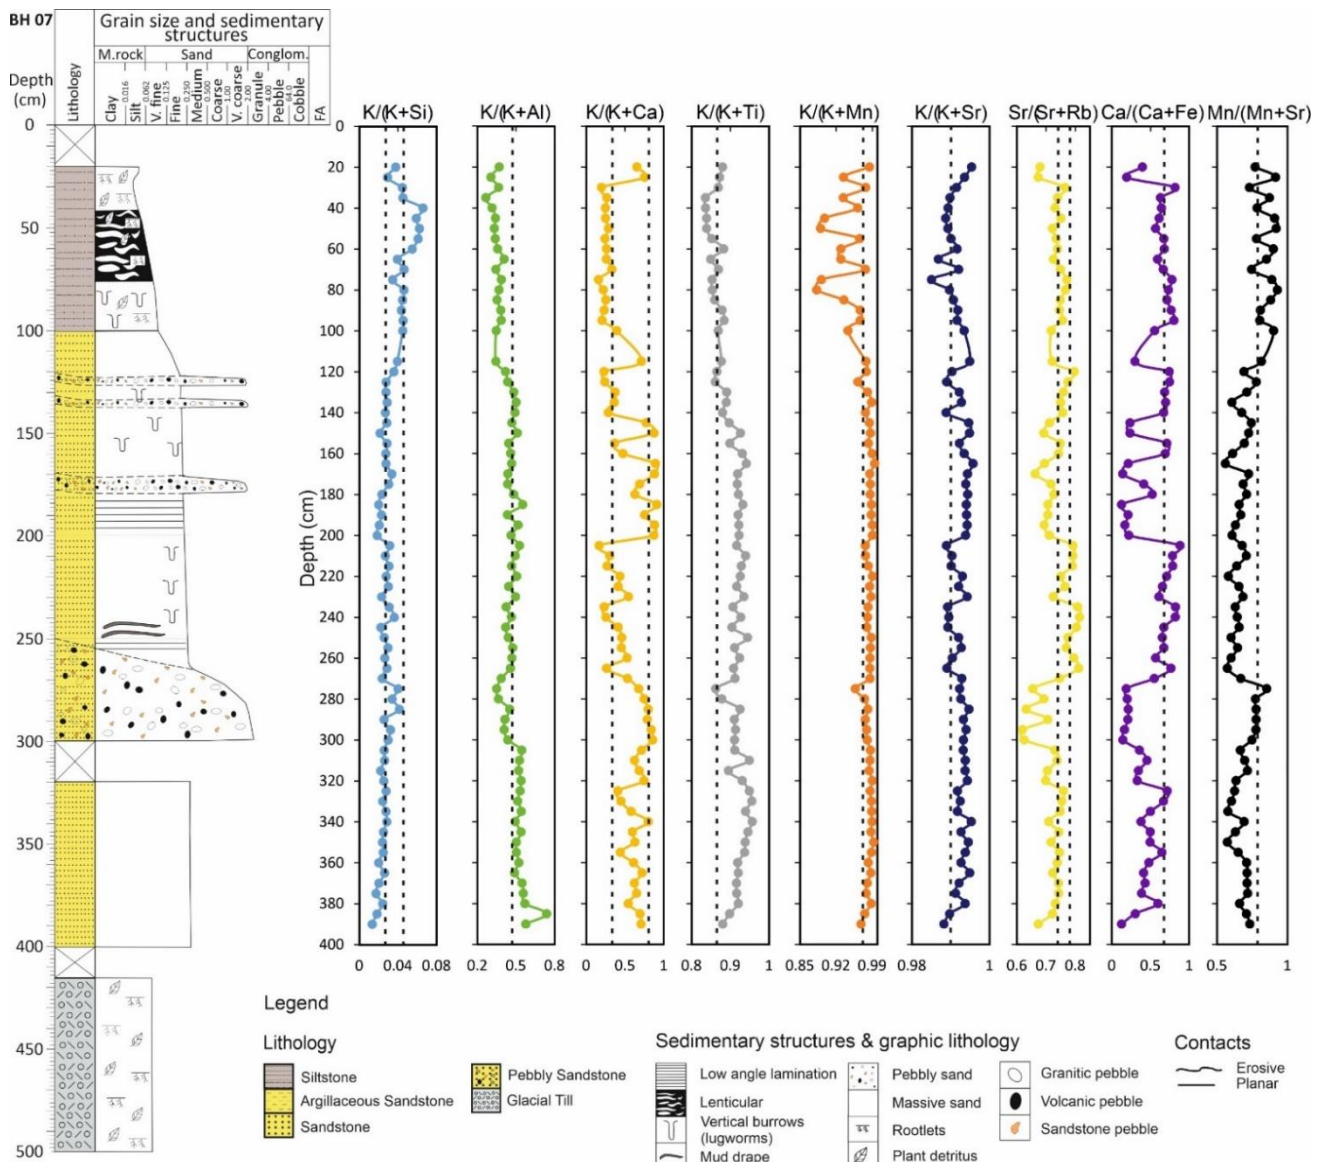 BH 07
Grain size and sedimentary
structures
M.rock
Sand
Conglom.
Depth
(cm)
Lithology
Clay
0.016
Silt
0.062
V. fine
0.125
Fine
0.250
Medium
0.500
Coarse
1.00
V. coarse
2.00
Granule
4.00
Pebble
64.0
Cobble
FA
0
50
100
150
200
250
300
350
400
450
500
K/(K+Si)
K/(K+Al)
K/(K+Ca)
K/(K+Ti)
K/(K+Mn)
K/(K+Sr)
Sr/(Sr+Rb)
Ca/(Ca+Fe)
Mn/(Mn+Sr)
Depth (cm)
0
20
40
60
80
100
120
140
160
180
200
220
240
260
280
300
320
340
360
380
400
0 0.04 0.08
0.2 0.5 0.8
0 0.5 1
0.8 0.9 1
0.85 0.92 0.99
0.98 1
0.6 0.7 0.8
0 0.5 1
0.5 1
Legend
Lithology
Siltstone
Argillaceous Sandstone
Sandstone
Pebbly Sandstone
Glacial Till
Sedimentary structures & graphic lithology
Low angle lamination
Lenticular
Vertical burrows
(lugworms)
Mud drape
Pebbly sand
Massive sand
Rootlets
Plant detritus
Granitic pebble
Volcanic pebble
Sandstone pebble
Contacts
Erosive
Planar